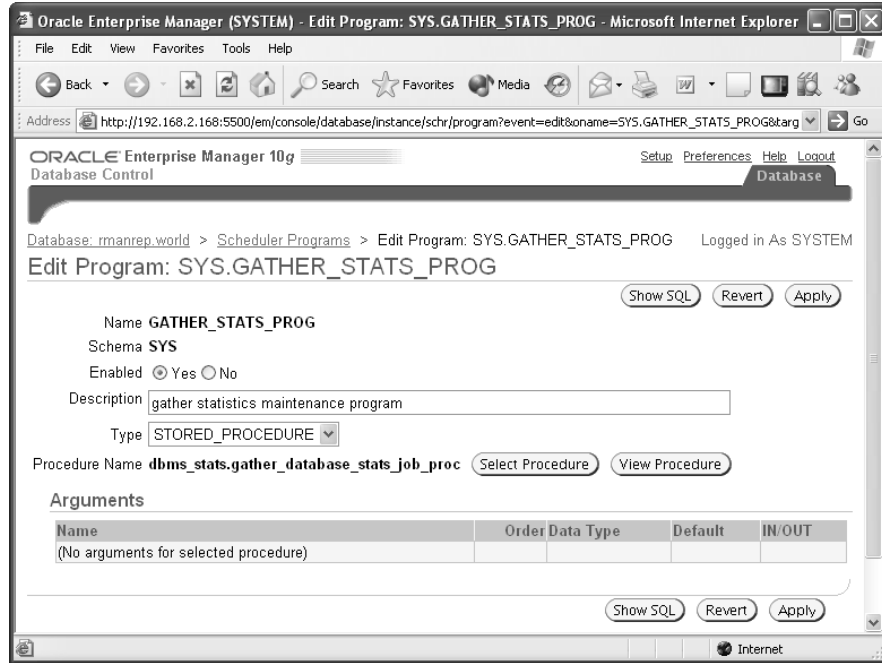 Oracle Enterprise Manager (SYSTEM) - Edit Program: SYS.GATHER_STATS_PROG - Microsoft Internet Explorer
File Edit View Favorites Tools Help
Back Search Favorites Media
Address http://192.168.2.168:5500/em/console/database/instance/schr/program?event=edit&oname=SYS.GATHER_STATS_PROG&targ Go
ORACLE Enterprise Manager 10g Setup Preferences Help Logout
Database Control Database
Database: rmanrep.world > Scheduler Programs > Edit Program: SYS.GATHER_STATS_PROG Logged in As SYSTEM
Edit Program: SYS.GATHER_STATS_PROG
Show SQL Revert Apply
Name GATHER_STATS_PROG
Schema SYS
Enabled Yes No
Description gather statistics maintenance program
Type STORED_PROCEDURE
Procedure Name dbms_stats.gather_database_stats_job_proc Select Procedure View Procedure
Arguments
Name Order Data Type Default IN/OUT
(No arguments for selected procedure)
Show SQL Revert Apply
Internet